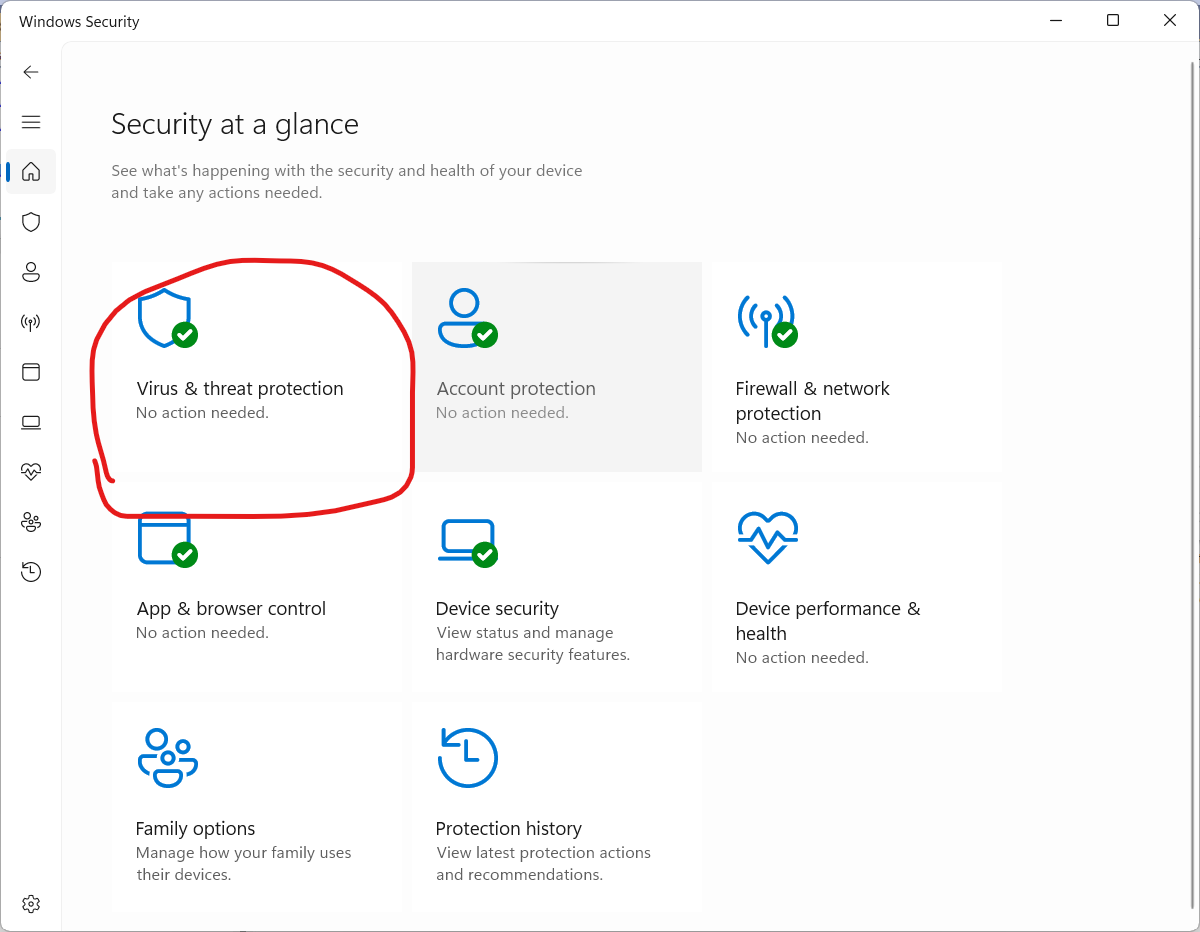 Windows Security
Security at a glance
See what's happening with the security and health of your device
and take any actions needed.
Virus & threat protection
No action needed.
Account protection
No action needed.
Firewall & network
protection
No action needed.
App & browser control
No action needed.
Device security
View status and manage
hardware security features.
Device performance &
health
No action needed.
Family options
Manage how your family uses
their devices.
Protection history
View latest protection actions
and recommendations.